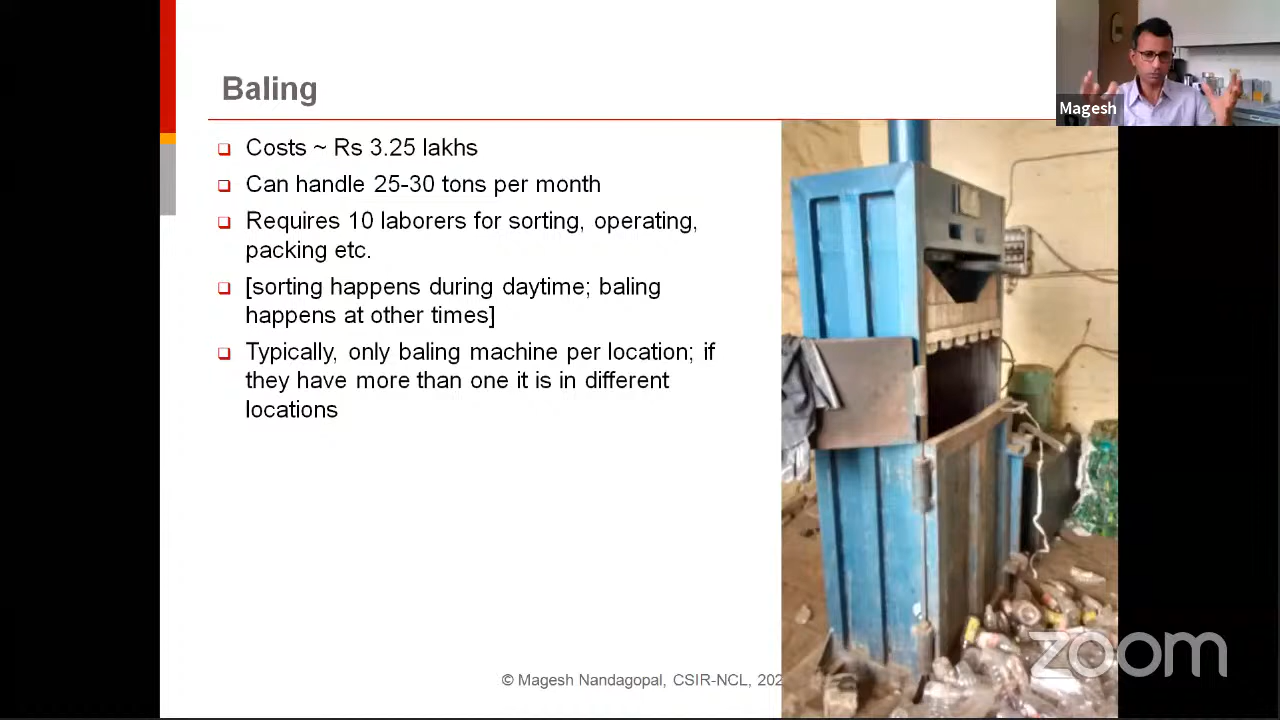 Magesh
Baling
Costs ~ Rs 3.25 lakhs
Can handle 25-30 tons per month
Requires 10 laborers for sorting, operating,
packing etc.
[sorting happens during daytime; baling
happens at other times]
Typically, only baling machine per location; if
they have more than one it is in different
locations
© Magesh Nandagopal, CSIR-NCL, 202
zoom